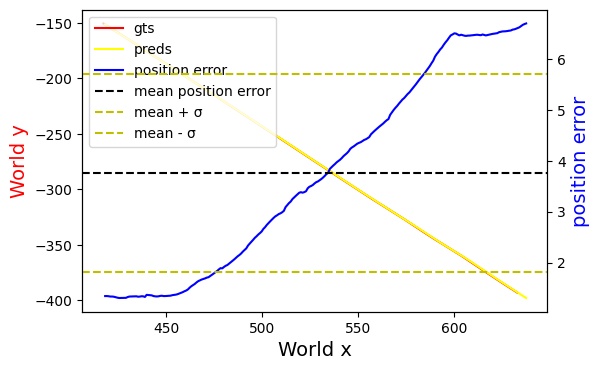 gts
preds
position error
mean position error
mean + σ
mean - σ
−150
−200
−250
−300
−350
−400
World y
6
5
4
3
2
position error
450
500
550
600
World x